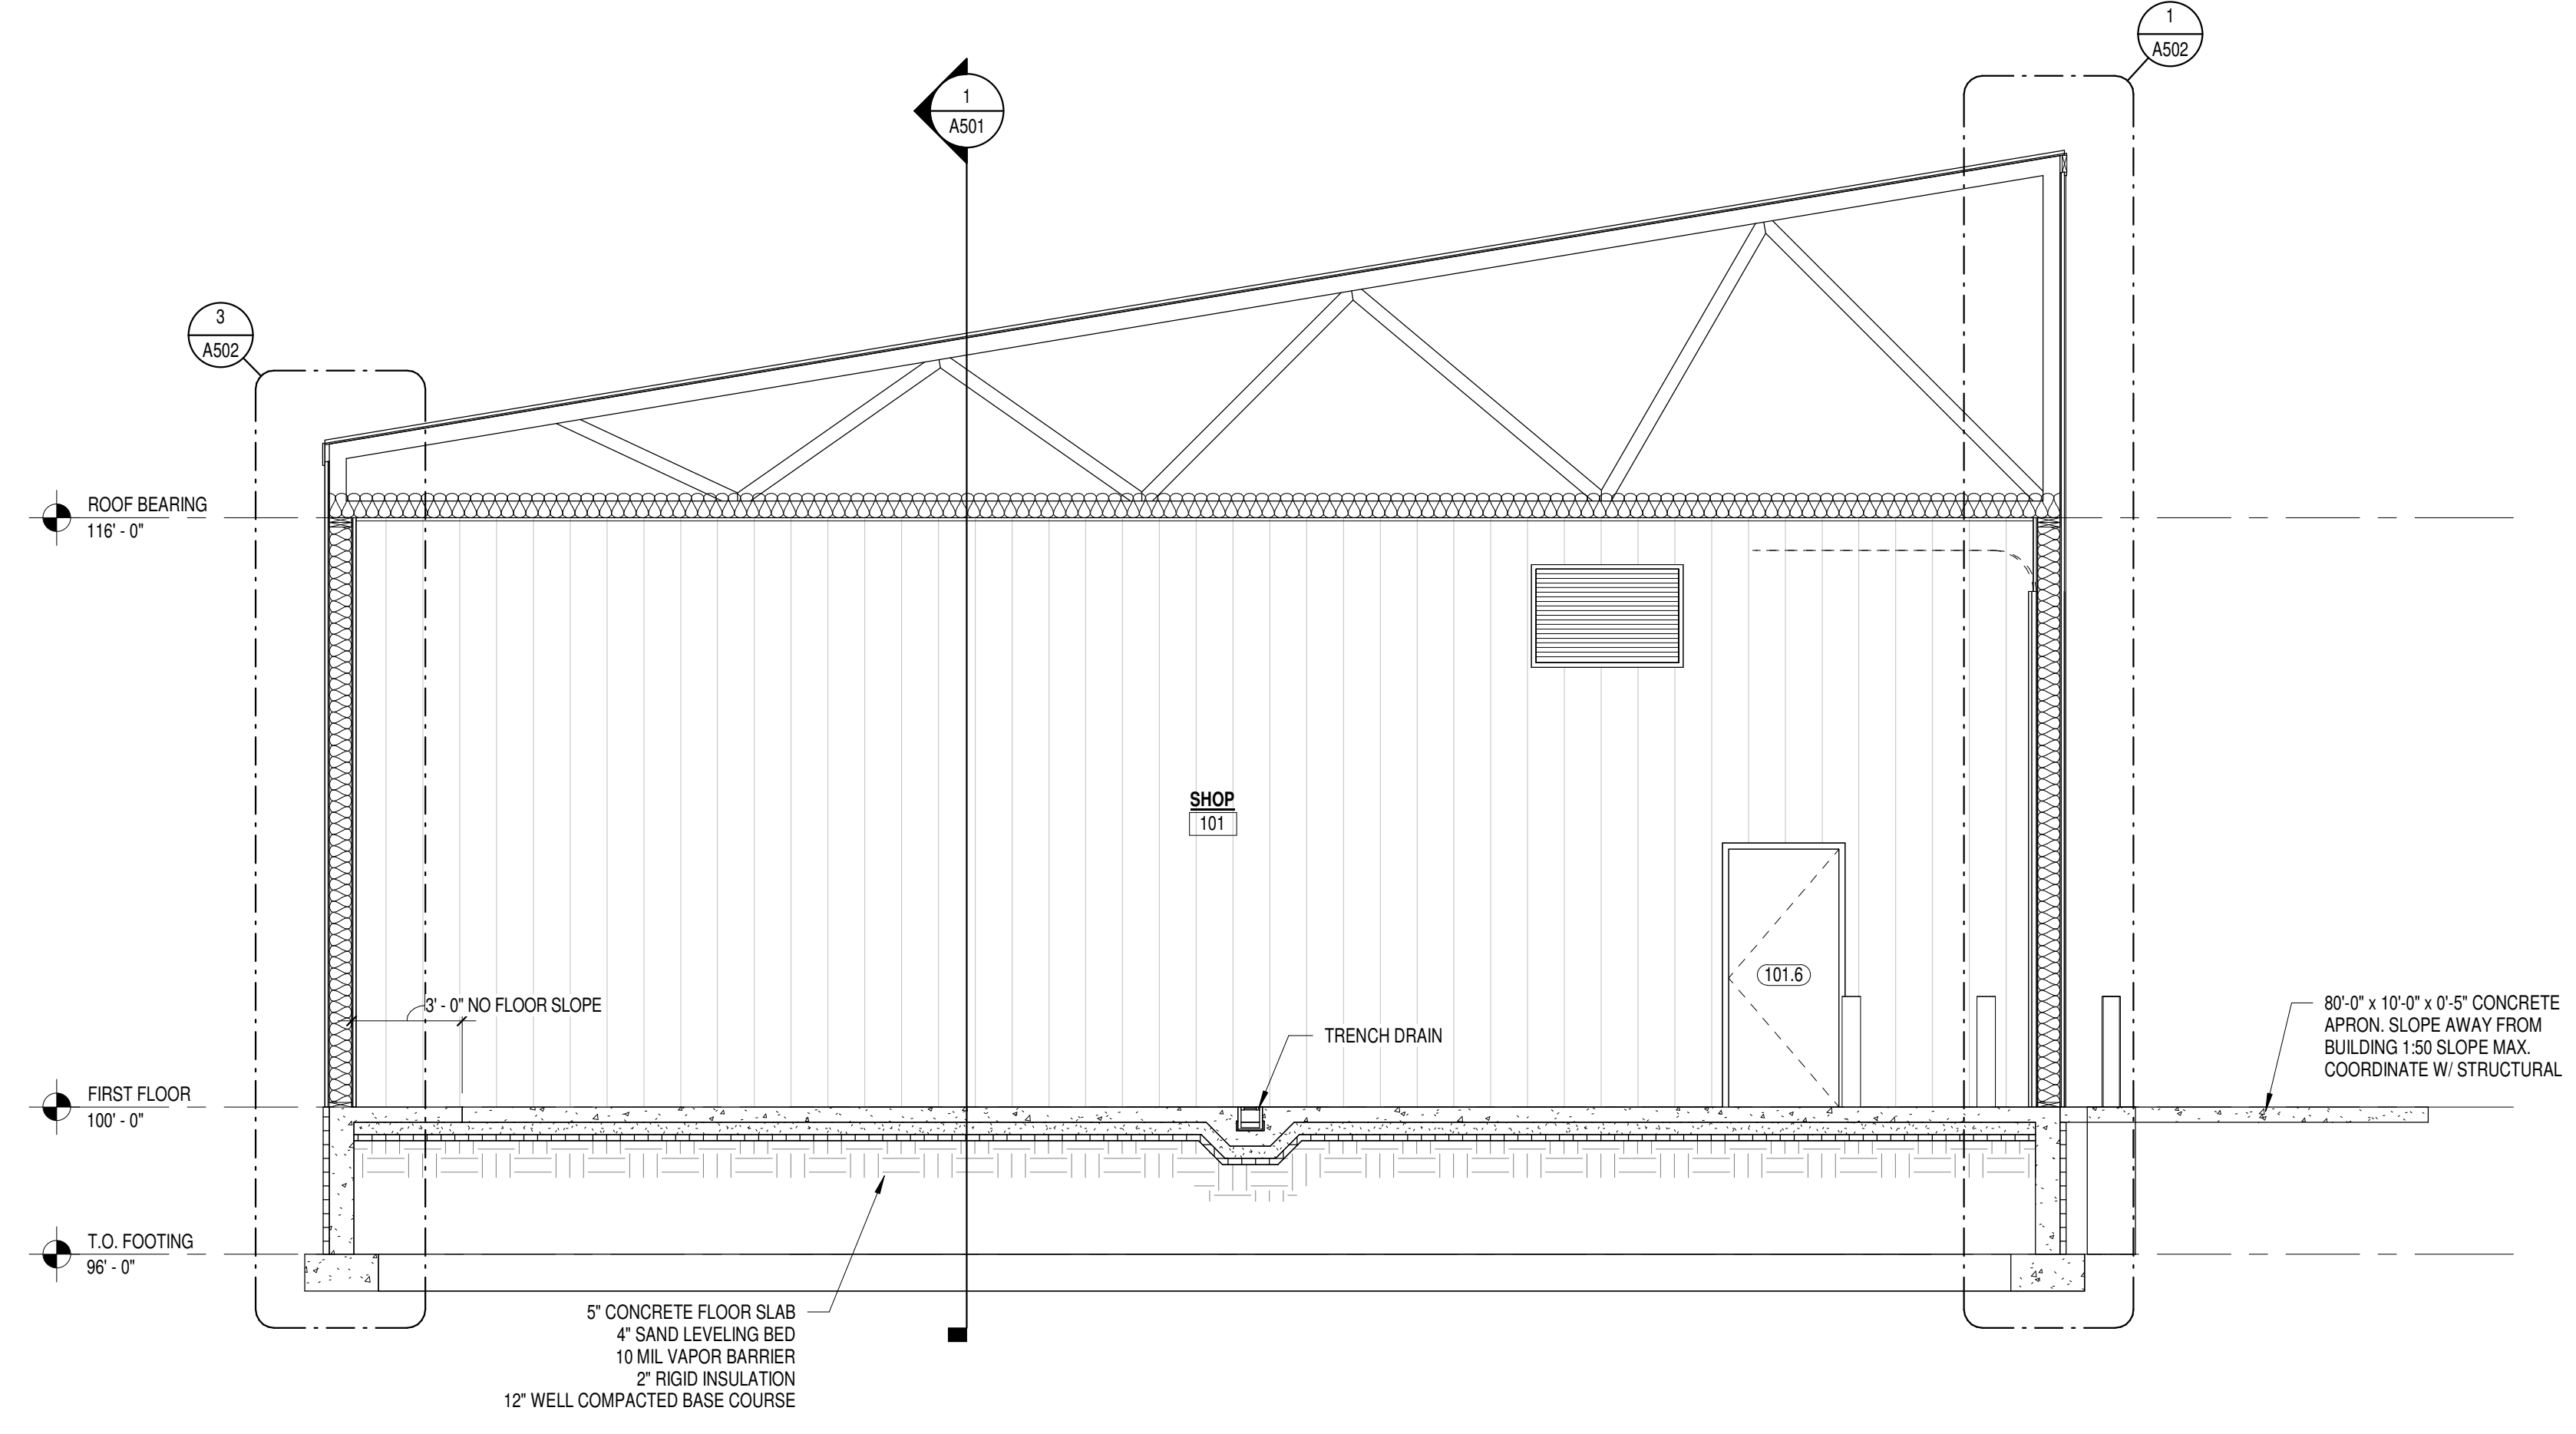 1
A502
1
A501
3
A502
ROOF BEARING
116' - 0"
SHOP
101
101.6
3' - 0" NO FLOOR SLOPE
TRENCH DRAIN
80'-0" x 10'-0" x 0'-5" CONCRETE
APRON. SLOPE AWAY FROM
BUILDING 1:50 SLOPE MAX.
COORDINATE W/ STRUCTURAL
FIRST FLOOR
100' - 0"
T.O. FOOTING
96' - 0"
5" CONCRETE FLOOR SLAB
4" SAND LEVELING BED
10 MIL VAPOR BARRIER
2" RIGID INSULATION
12" WELL COMPACTED BASE COURSE